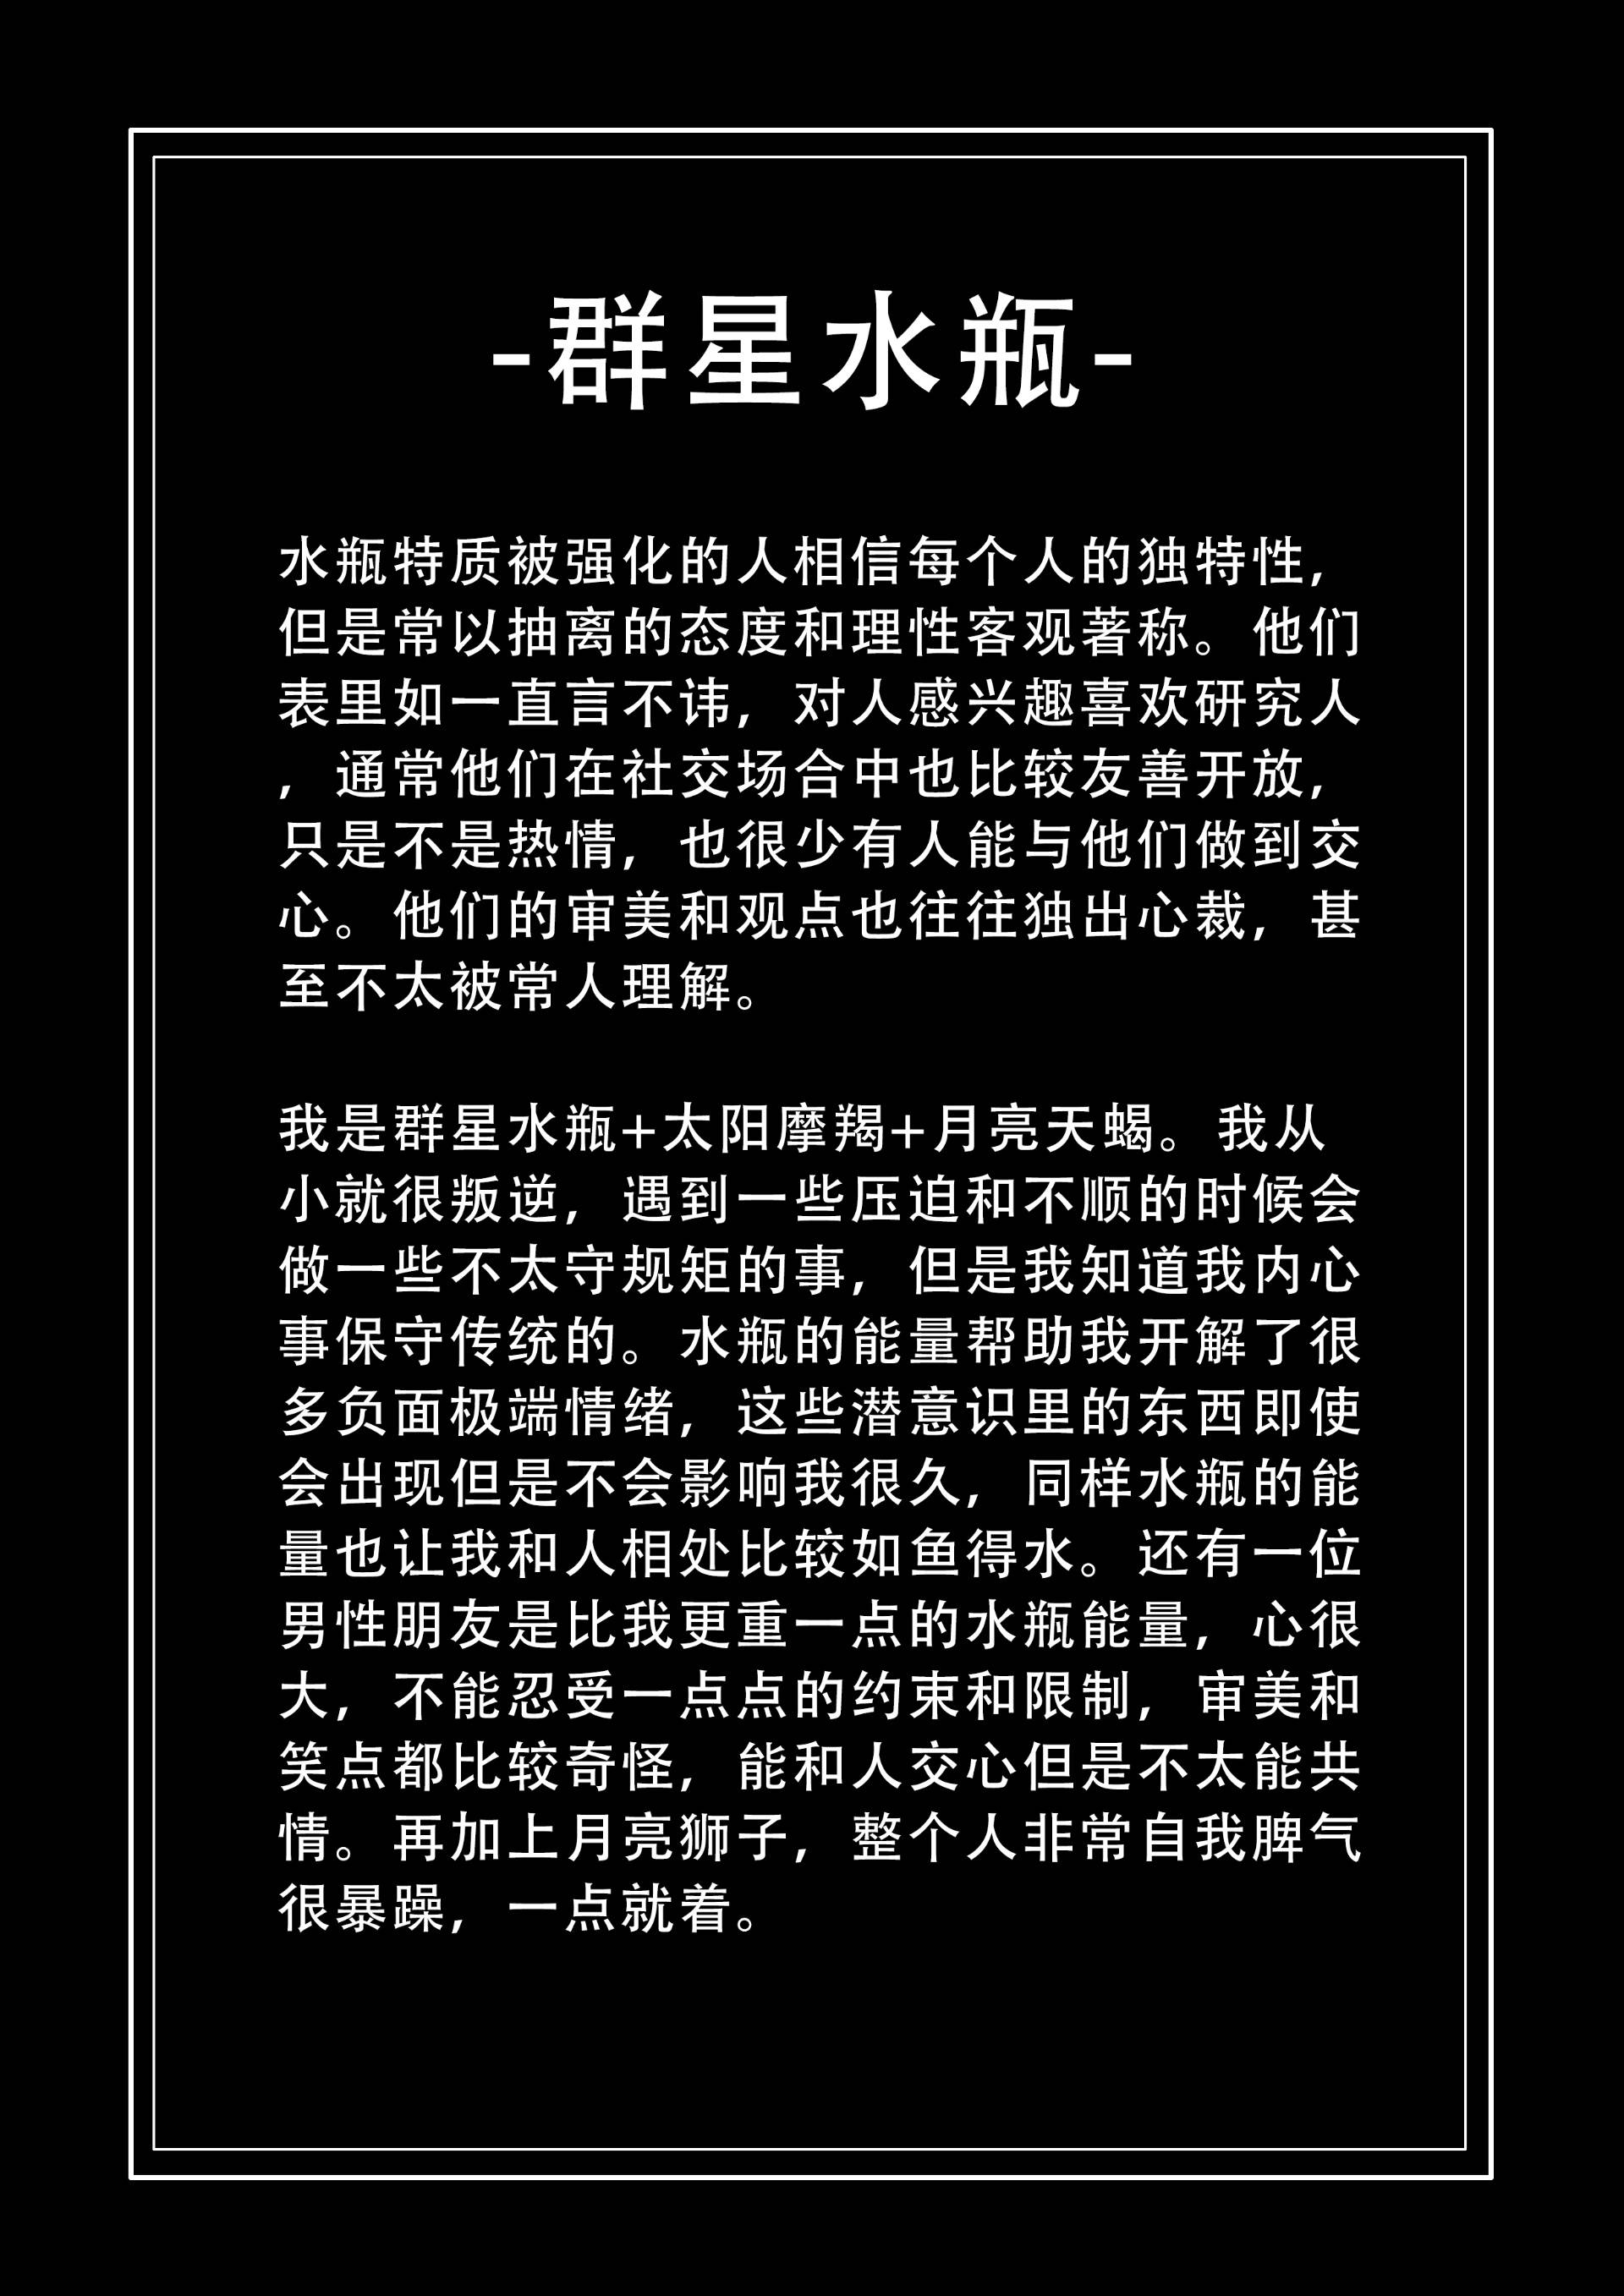 -群星水瓶-
水瓶特质被强化的人相信每个人的独特性，
但是常以抽离的态度和理性客观著称。他们
表里如一直言不讳，对人感兴趣喜欢研究人
，通常他们在社交场合中也比较友善开放，
只是不是热情，也很少有人能与他们做到交
心。他们的审美和观点也往往独出心裁，甚
至不太被常人理解。
我是群星水瓶+太阳摩羯+月亮天蝎。我从
小就很叛逆，遇到一些压迫和不顺的时候会
做一些不太守规矩的事，但是我知道我内心
事保守传统的。水瓶的能量帮助我开解了很
多负面极端情绪，这些潜意识里的东西即使
会出现但是不会影响我很久，同样水瓶的能
量也让我和人相处比较如鱼得水。还有一位
男性朋友是比我更重一点的水瓶能量，心很
大，不能忍受一点点的约束和限制，审美和
笑点都比较奇怪，能和人交心但是不太能共
情。再加上月亮狮子，整个人非常自我脾气
很暴躁，一点就着。